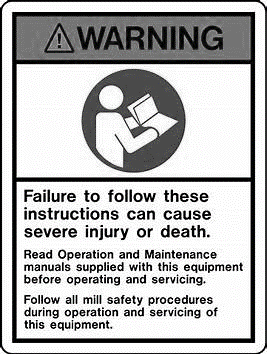 WARNING
Failure to follow these
instructions can cause
severe injury or death.
Read Operation and Maintenance
manuals supplied with this equipment
before operating and servicing.
Follow all mill safety procedures
during operation and servicing of
this equipment.